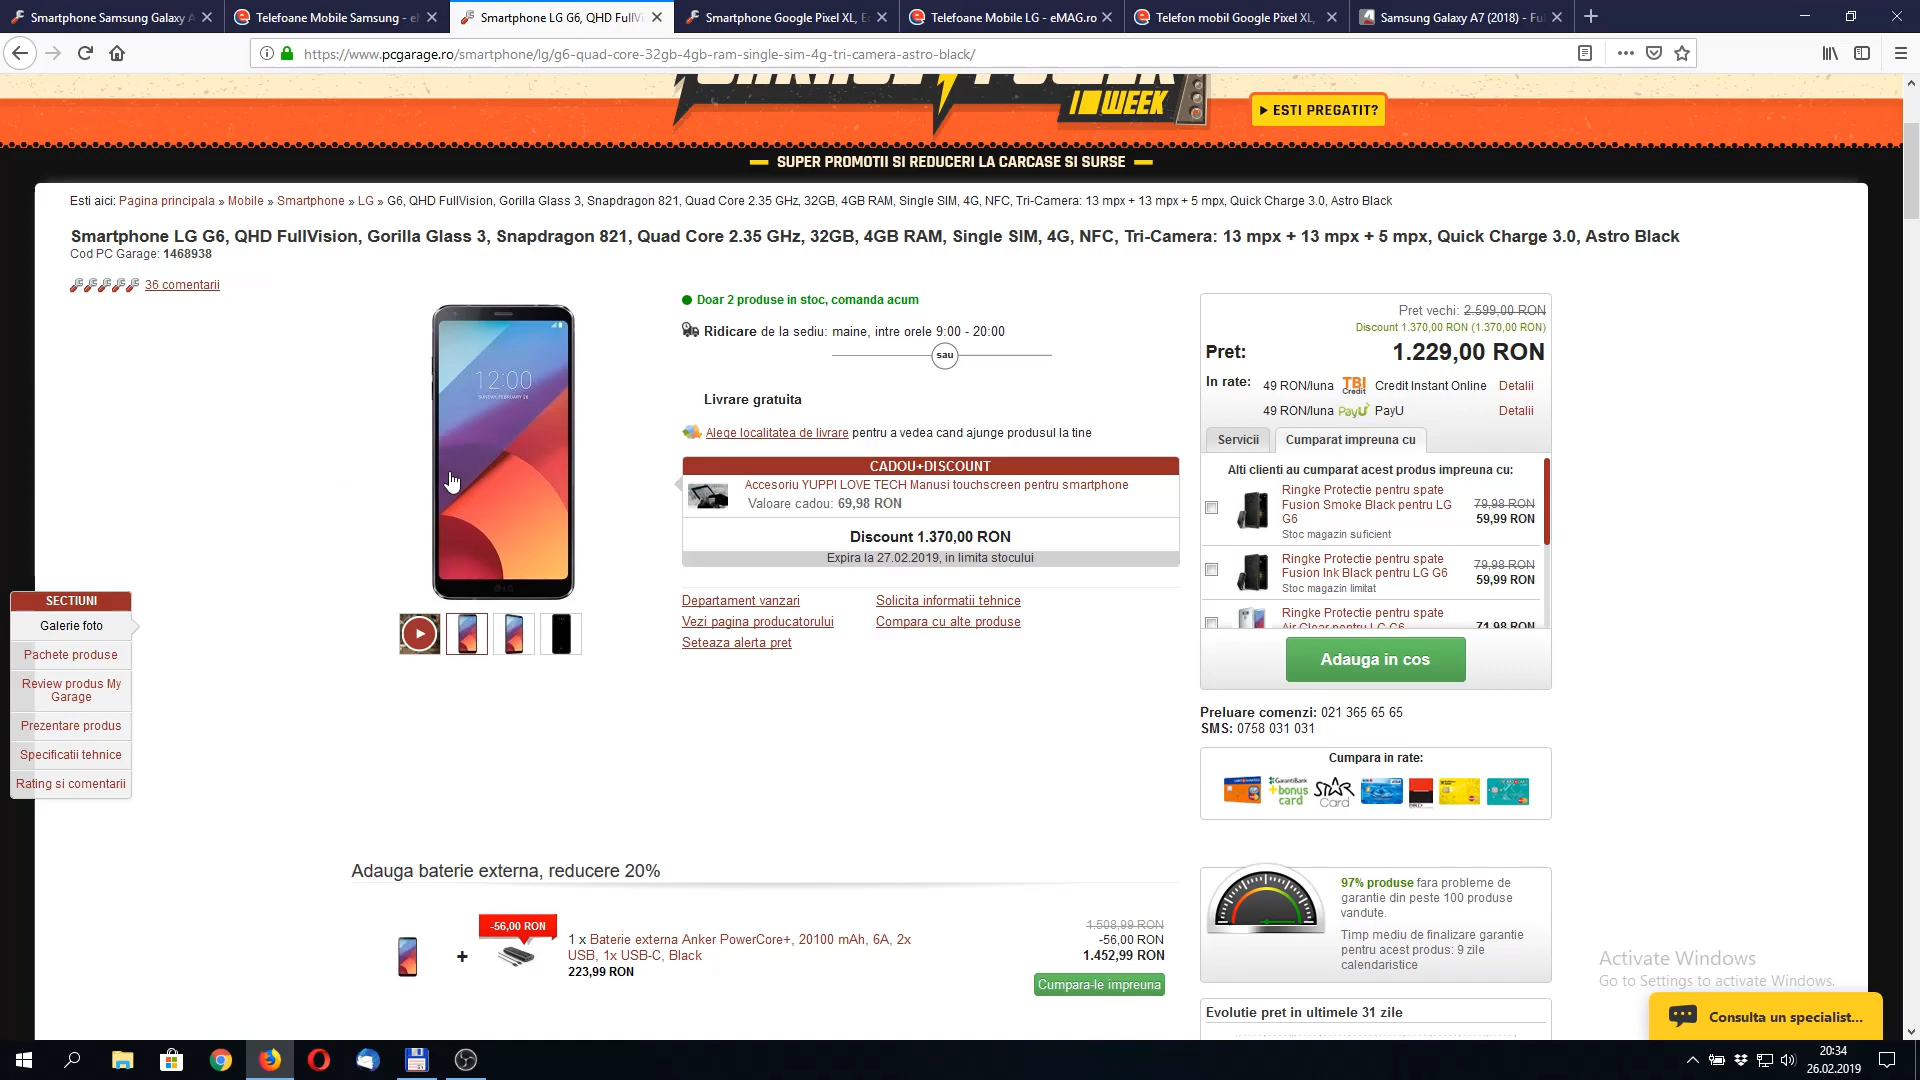 Smartphone Samsung Galaxy A
Telefoane Mobile Samsung - eM
Smartphone LG G6, QHD FullVi
Smartphone Google Pixel XL, E
Telefoane Mobile LG - eMAG.ro
Telefon mobil Google Pixel XL,
Samsung Galaxy A7 (2018) - Fu
https://www.pcgarage.ro/smartphone/lg/g6-quad-core-32gb-4gb-ram-single-sim-4g-tri-camera-astro-black/
WEEK
ESTI PREGATIT?
SUPER PROMOTII SI REDUCERI LA CARCASE SI SURSE
Esti aici: Pagina principala » Mobile » Smartphone » LG » G6, QHD FullVision, Gorilla Glass 3, Snapdragon 821, Quad Core 2.35 GHz, 32GB, 4GB RAM, Single SIM, 4G, NFC, Tri-Camera: 13 mpx + 13 mpx + 5 mpx, Quick Charge 3.0, Astro Black
Smartphone LG G6, QHD FullVision, Gorilla Glass 3, Snapdragon 821, Quad Core 2.35 GHz, 32GB, 4GB RAM, Single SIM, 4G, NFC, Tri-Camera: 13 mpx + 13 mpx + 5 mpx, Quick Charge 3.0, Astro Black
Cod PC Garage: 1468938
36 comentarii
12:00
SUNDAY, FEBRUARY 26
LG
Doar 2 produse in stoc, comanda acum
Ridicare de la sediu: maine, intre orele 9:00 - 20:00
sau
Livrare gratuita
Alege localitatea de livrare pentru a vedea cand ajunge produsul la tine
CADOU+DISCOUNT
Accesoriu YUPPI LOVE TECH Manusi touchscreen pentru smartphone
Valoare cadou: 69,98 RON
Discount 1.370,00 RON
Expira la 27.02.2019, in limita stocului
Departament vanzari
Solicita informatii tehnice
Vezi pagina producatorului
Compara cu alte produse
Seteaza alerta pret
Pret vechi: 2.599,00 RON
Discount 1.370,00 RON (1.370,00 RON)
Pret: 1.229,00 RON
In rate: 49 RON/luna TBI Credit Credit Instant Online Detalii
49 RON/luna PayU PayU Detalii
Servicii
Cumparat impreuna cu
Alti clienti au cumparat acest produs impreuna cu:
Ringke Protectie pentru spate
Fusion Smoke Black pentru LG
G6
79,98 RON
59,99 RON
Stoc magazin suficient
Ringke Protectie pentru spate
Fusion Ink Black pentru LG G6
79,98 RON
59,99 RON
Stoc magazin limitat
Ringke Protectie pentru spate
Air Clear pentru LG G6
71,98 RON
Adauga in cos
Preluare comenzi: 021 365 65 65
SMS: 0758 031 031
Cumpara in rate:
GarantiBank
+bonus
card
STAR
Card
SECTIUNI
Galerie foto
Pachete produse
Review produs My
Garage
Prezentare produs
Specificatii tehnice
Rating si comentarii
Adauga baterie externa, reducere 20%
-56,00 RON
+
1 x Baterie externa Anker PowerCore+, 20100 mAh, 6A, 2x
USB, 1x USB-C, Black
223,99 RON
1.508,99 RON
-56,00 RON
1.452,99 RON
Cumpara-le impreuna
97% produse fara probleme de
garantie din peste 100 produse
vandute.
Timp mediu de finalizare garantie
pentru acest produs: 9 zile
calendaristice
Evolutie pret in ultimele 31 zile
Activate Windows
Go to Settings to activate Windows.
Consulta un specialist...
20:34
26.02.2019